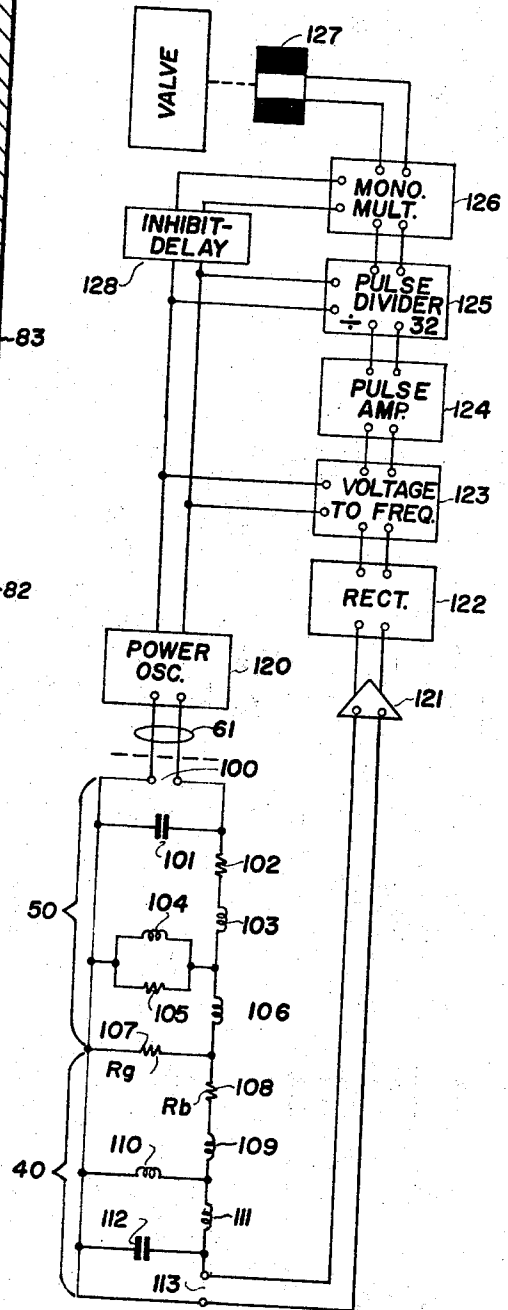 127
VALVE
MONO.
MULT.
126
INHIBIT-
DELAY
128
PULSE
DIVIDER
÷ 32
125
83
PULSE
AMP.
124
VOLTAGE
TO FREQ.
123
82
RECT.
122
POWER
OSC.
120
121
61
100
101
102
50
104
103
105
106
107
Rg
108
Rb
110
109
40
111
112
113